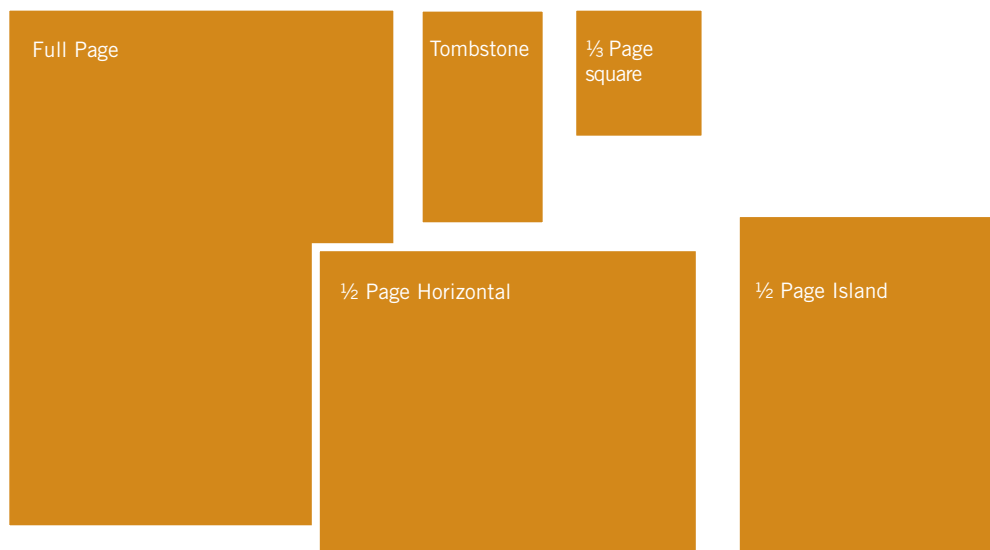 Full Page
Tombstone
⅓ Page
square
½ Page Horizontal
½ Page Island